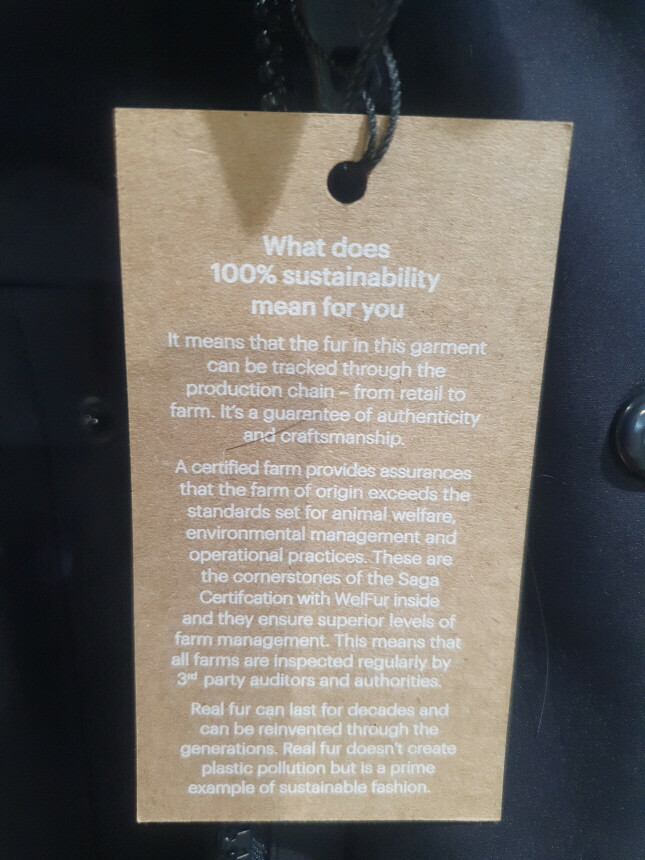 What does
100% sustainability
mean for you
It means that the fur in this garment
can be tracked through the
production chain – from retail to
farm. It's a guarantee of authenticity
and craftsmanship.
A certified farm provides assurances
that the farm of origin exceeds the
standards set for animal welfare,
environmental management and
operational practices. These are
the cornerstones of the Saga
Certifcation with WelFur inside
and they ensure superior levels of
farm management. This means that
all farms are inspected regularly by
3rd party auditors and authorities.
Real fur can last for decades and
can be reinvented through the
generations. Real fur doesn't create
plastic pollution but is a prime
example of sustainable fashion.